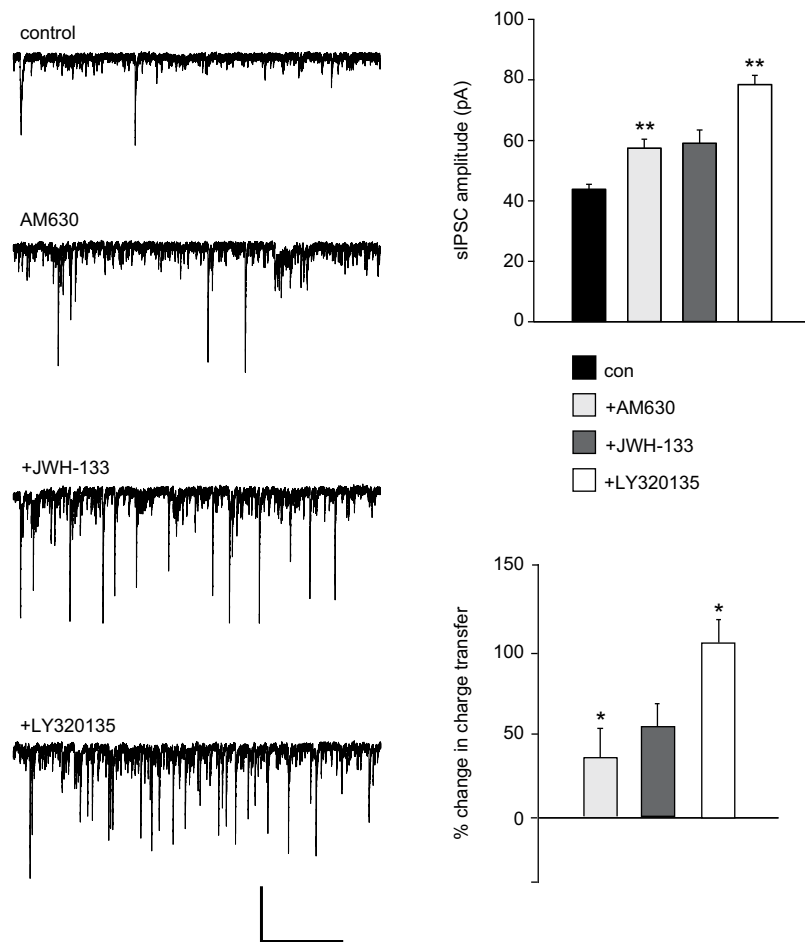 control
AM630
+JWH-133
+LY320135
sIPSC amplitude (pA)
100
80
60
40
20
0
**
**
con
+AM630
+JWH-133
+LY320135
% change in charge transfer
150
100
50
0
*
*